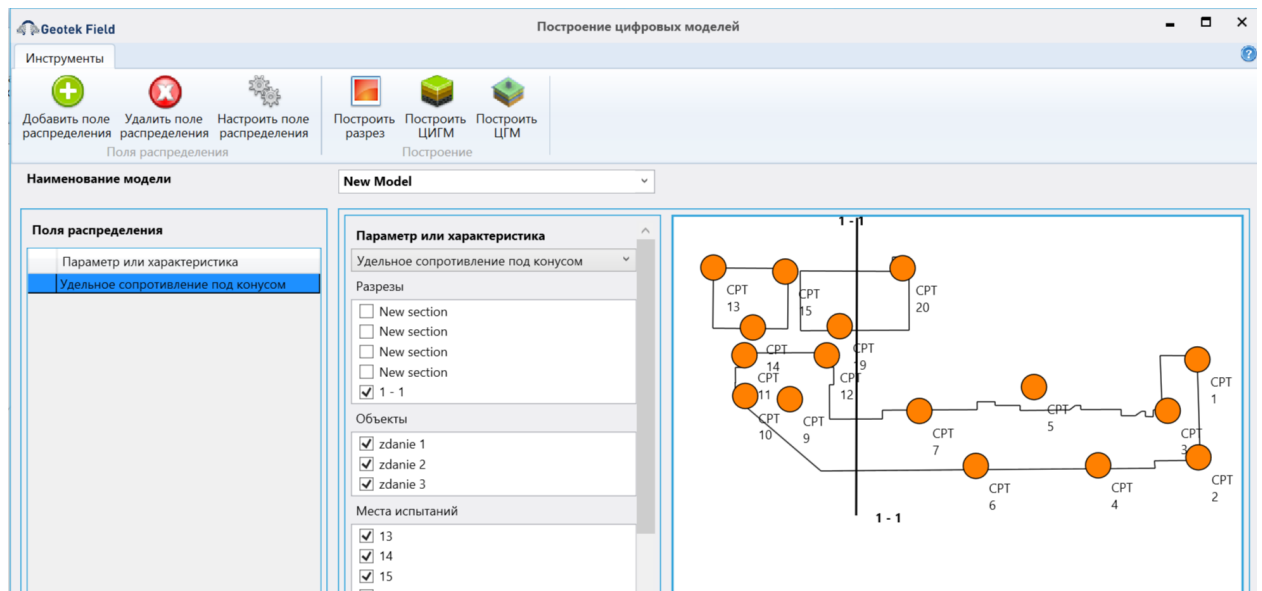 Geotek Field
Построение цифровых моделей
Инструменты
Добавить поле распределения
Удалить поле распределения
Настроить поле распределения
Построить разрез
Построить ЦИГМ
Построить ЦГМ
Поля распределения
Построение
Наименование модели
New Model
Поля распределения
Параметр или характеристика
Удельное сопротивление под конусом
Параметр или характеристика
Удельное сопротивление под конусом
Разрезы
New section
New section
New section
New section
1 - 1
Объекты
zdanie 1
zdanie 2
zdanie 3
Места испытаний
13
14
15
1 - 1
CPT
13
CPT
15
CPT
20
CPT
14
CPT
19
CPT
11
CPT
12
CPT
10
CPT
9
CPT
7
CPT
5
CPT
3
CPT
1
CPT
6
CPT
4
CPT
2
1 - 1